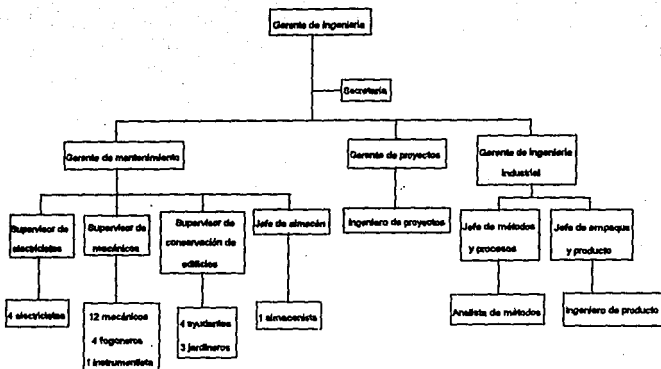 Gerente de Ingeniería
Secretaria
Gerente de mantenimiento
Gerente de proyectos
Gerente de Ingeniería
Industrial
Supervisor de
electricistas
Supervisor de
mecánicos
Supervisor de
conservación de
edificios
Jefe de almacén
Ingeniero de proyectos
Jefe de métodos
y procesos
Jefe de empaque
y producto
4 electricistas
12 mecánicos
4 fogoneros
1 instrumentista
4 ayudantes
3 jardineros
1 almacenista
Analista de métodos
Ingeniero de producto